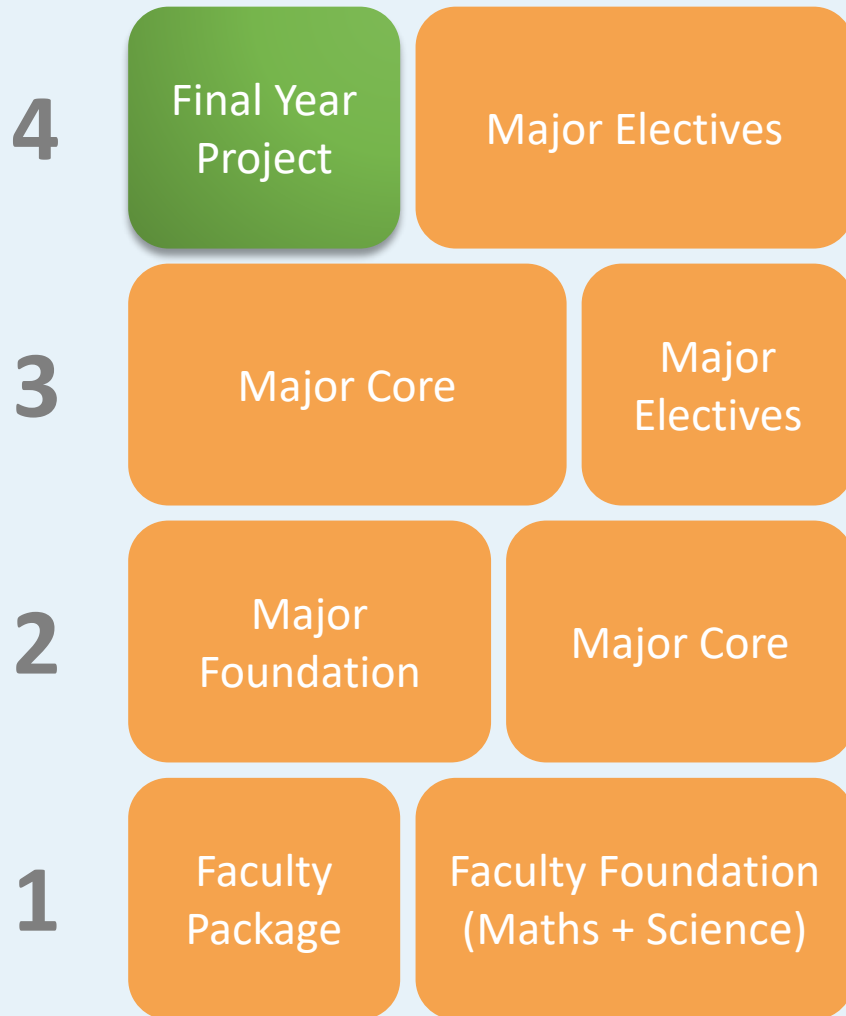 4
Final Year
Project
Major Electives
3
Major Core
Major
Electives
2
Major
Foundation
Major Core
1
Faculty
Package
Faculty Foundation
(Maths + Science)